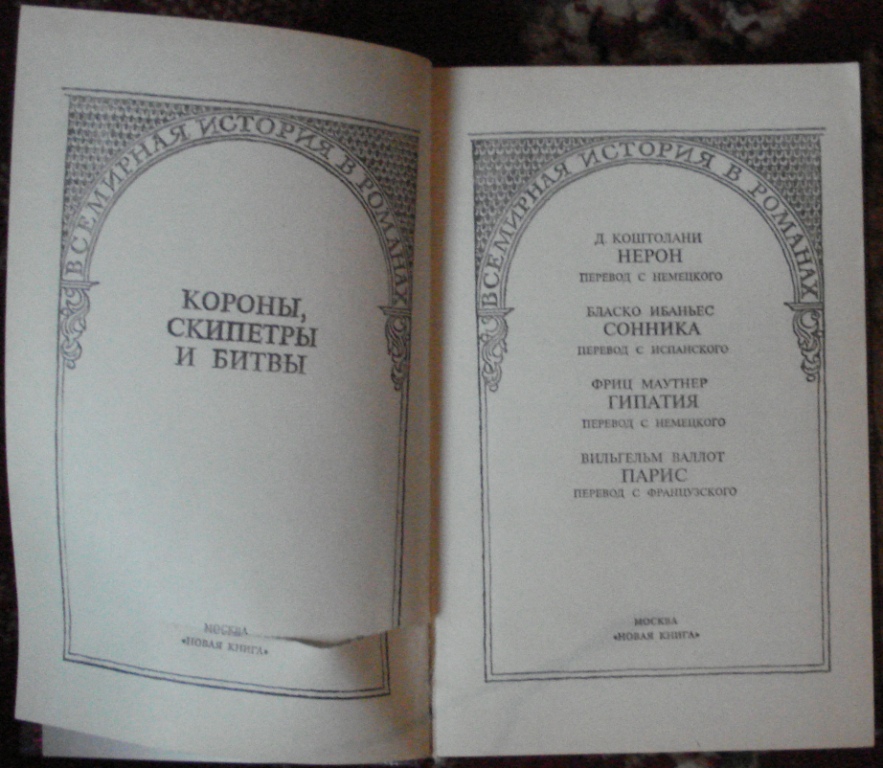 ВСЕМИРНАЯ ИСТОРИЯ В РОМАНАХ
КОРОНЫ,
СКИПЕТРЫ
И БИТВЫ
МОСКВА
«НОВАЯ КНИГА»
ВСЕМИРНАЯ ИСТОРИЯ В РОМАНАХ
Д. КОШТОЛАНИ
НЕРОН
ПЕРЕВОД С НЕМЕЦКОГО
БЛАСКО ИБАНЬЕС
СОННИКА
ПЕРЕВОД С ИСПАНСКОГО
ФРИЦ МАУТНЕР
ГИПАТИЯ
ПЕРЕВОД С НЕМЕЦКОГО
ВИЛЬГЕЛЬМ ВАЛЛОТ
ПАРИС
ПЕРЕВОД С ФРАНЦУЗСКОГО
МОСКВА
«НОВАЯ КНИГА»